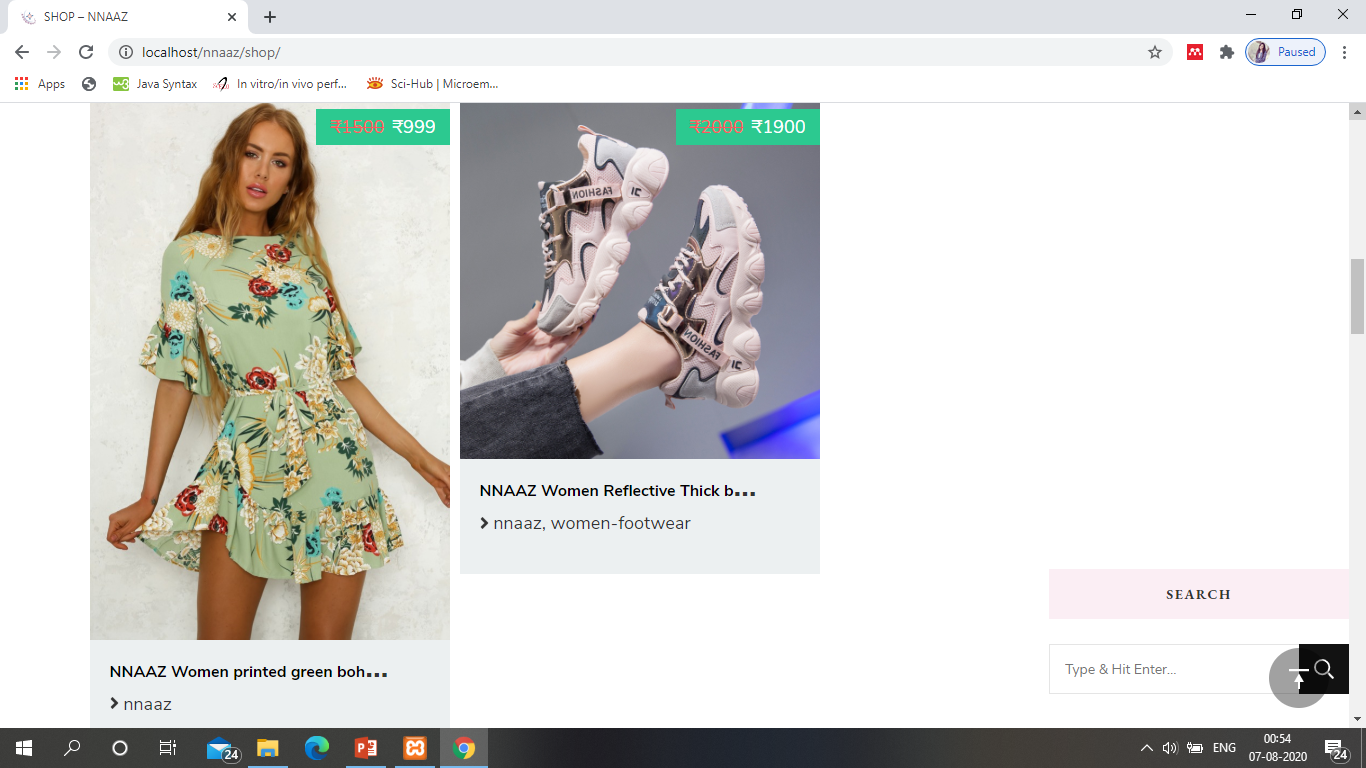 SHOP – NNAAZ
localhost/nnaaz/shop/
Paused
Apps
Java Syntax
In vitro/in vivo perf...
Sci-Hub | Microem...
₹1500 ₹999
₹2000 ₹1900
FASHION
FASHION
NNAAZ Women Reflective Thick b...
nnaaz, women-footwear
SEARCH
Type & Hit Enter...
NNAAZ Women printed green boh...
nnaaz
24
ENG
00:54
07-08-2020
24